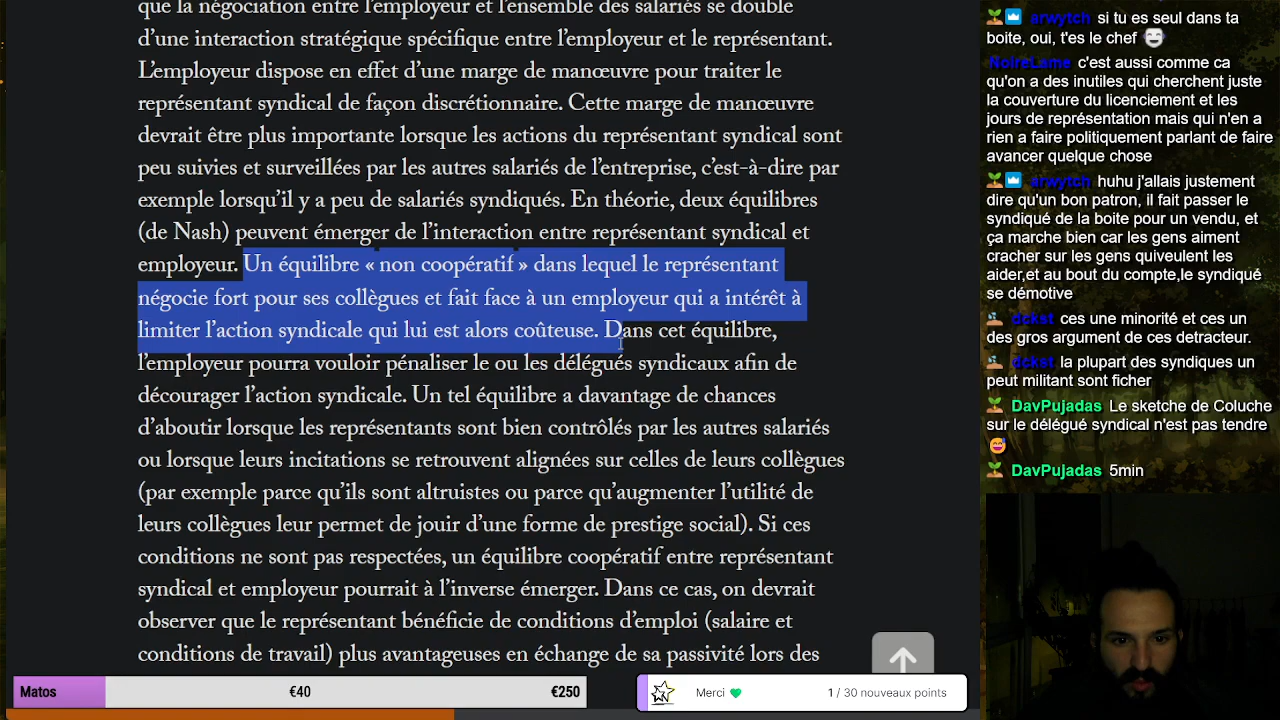 que la négociation entre l'employeur et l'ensemble des salariés se double
d'une interaction stratégique spécifique entre l'employeur et le représentant.
L'employeur dispose en effet d'une marge de manœuvre pour traiter le
représentant syndical de façon discrétionnaire. Cette marge de manœuvre
devrait être plus importante lorsque les actions du représentant syndical sont
peu suivies et surveillées par les autres salariés de l'entreprise, c'est-à-dire par
exemple lorsqu'il y a peu de salariés syndiqués. En théorie, deux équilibres
(de Nash) peuvent émerger de l'interaction entre représentant syndical et
employeur. Un équilibre « non coopératif » dans lequel le représentant
négocie fort pour ses collègues et fait face à un employeur qui a intérêt à
limiter l'action syndicale qui lui est alors coûteuse. Dans cet équilibre,
l'employeur pourra vouloir pénaliser le ou les délégués syndicaux afin de
décourager l'action syndicale. Un tel équilibre a davantage de chances
d'aboutir lorsque les représentants sont bien contrôlés par les autres salariés
ou lorsque leurs incitations se retrouvent alignées sur celles de leurs collègues
(par exemple parce qu'ils sont altruistes ou parce qu'augmenter l'utilité de
leurs collègues leur permet de jouir d'une forme de prestige social). Si ces
conditions ne sont pas respectées, un équilibre coopératif entre représentant
syndical et employeur pourrait à l'inverse émerger. Dans ce cas, on devrait
observer que le représentant bénéficie de conditions d'emploi (salaire et
conditions de travail) plus avantageuses en échange de sa passivité lors des
Matos €40 €250
Merci 1 / 30 nouveaux points
arwytch si tu es seul dans ta
boite, oui, t'es le chef
NoireLame c'est aussi comme ca
qu'on a des inutiles qui cherchent juste
la couverture du licenciement et les
jours de représentation mais qui n'en a
rien a faire politiquement parlant de faire
avancer quelque chose
arwytch huhu j'allais justement
dire qu'un bon patron, il fait passer le
syndiqué de la boite pour un vendu, et
ça marche bien car les gens aiment
cracher sur les gens quiveulent les
aider,et au bout du compte,le syndiqué
se démotive
dckst ces une minorité et ces un
des gros argument de ces detracteur.
dckst la plupart des syndiques un
peut militant sont ficher
DavPujadas Le sketche de Coluche
sur le délégué syndical n'est pas tendre
DavPujadas 5min